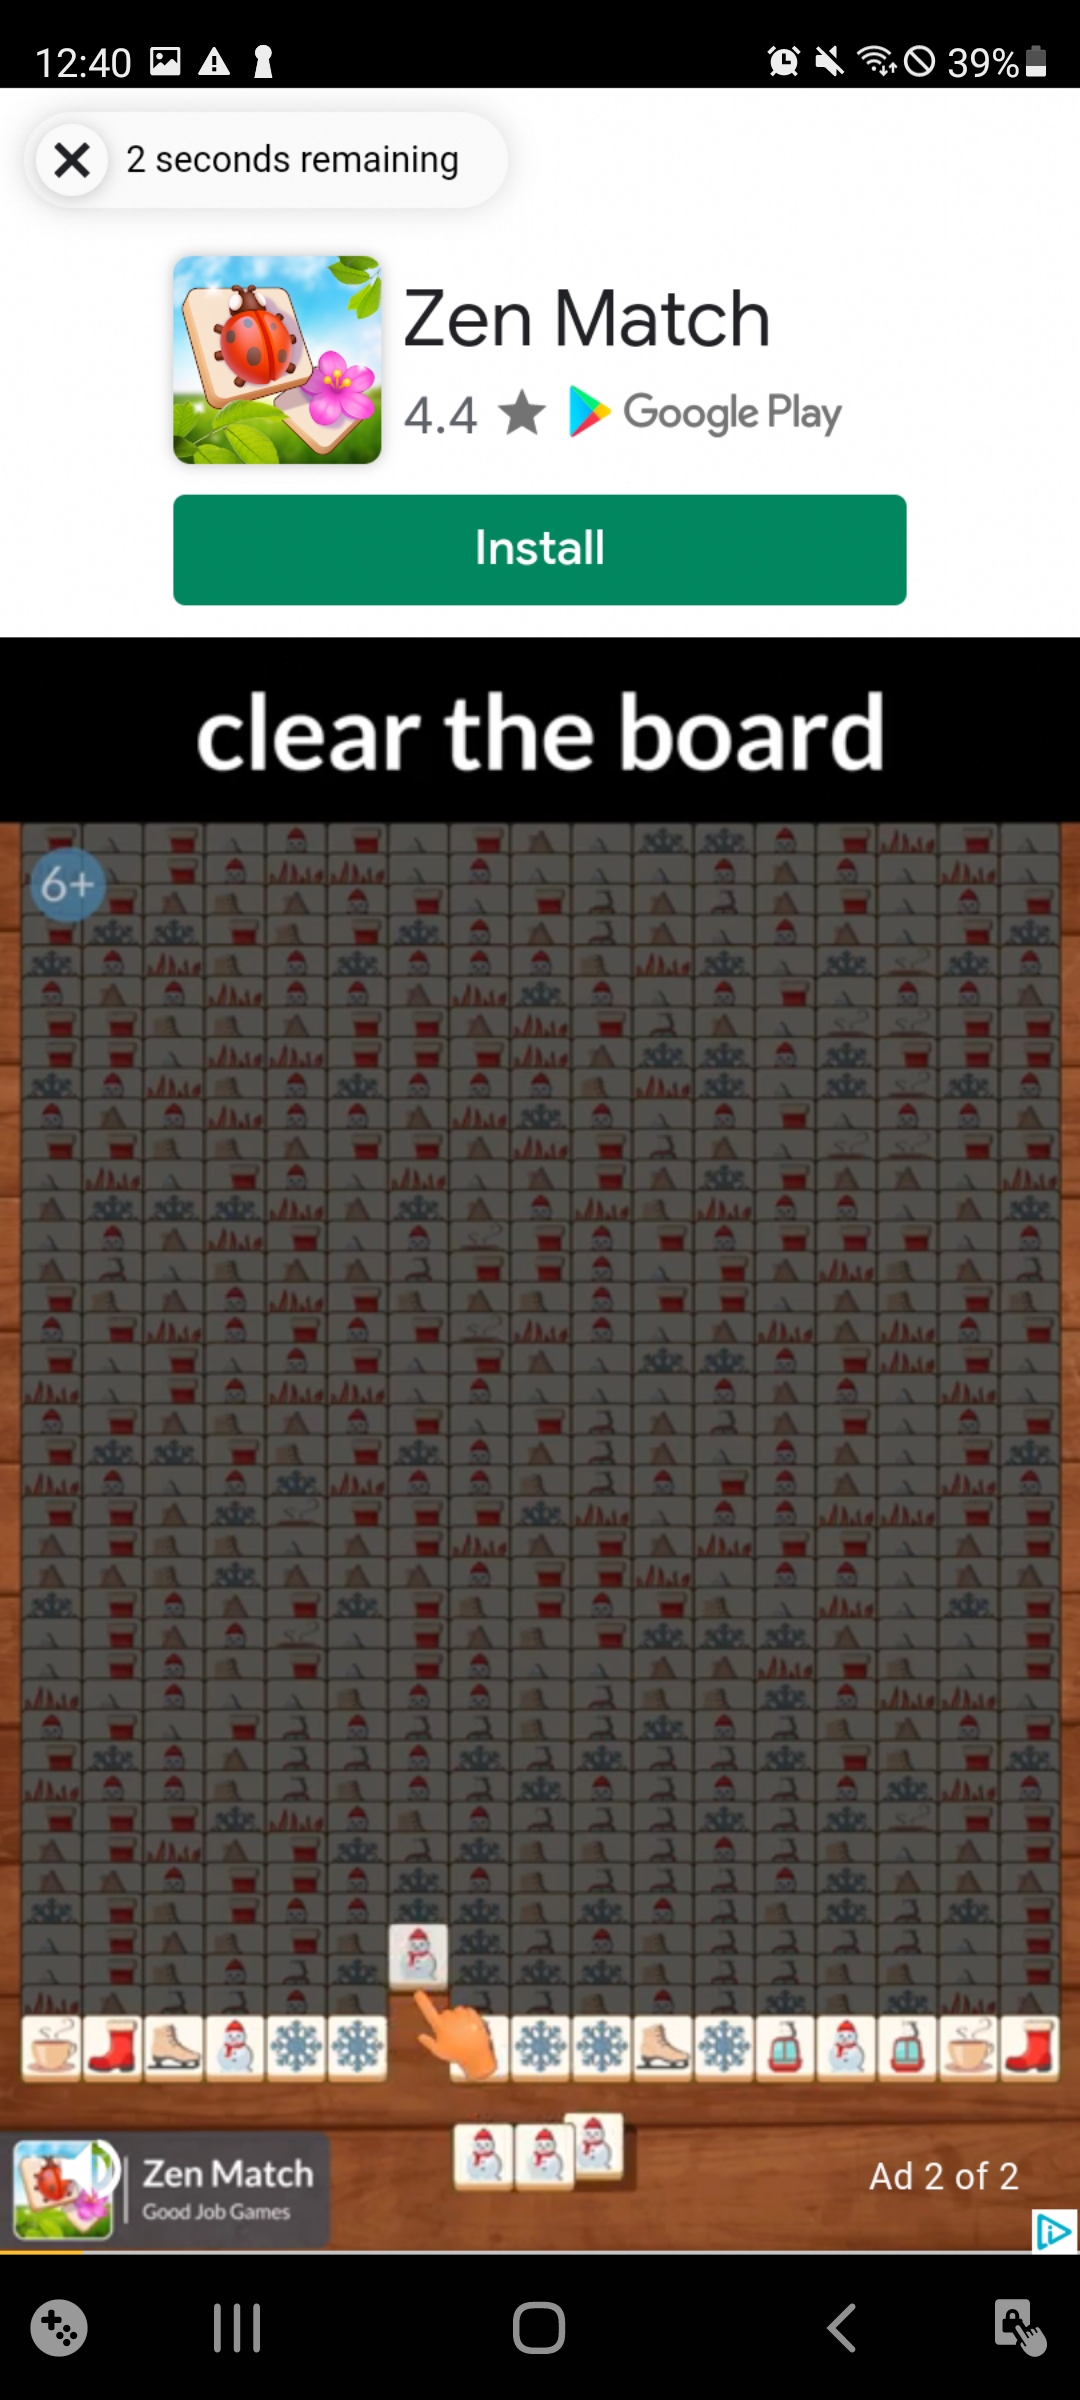 12:40
39%
2 seconds remaining
Zen Match
4.4 ★ Google Play
Install
clear the board
6+
Zen Match
Good Job Games
Ad 2 of 2